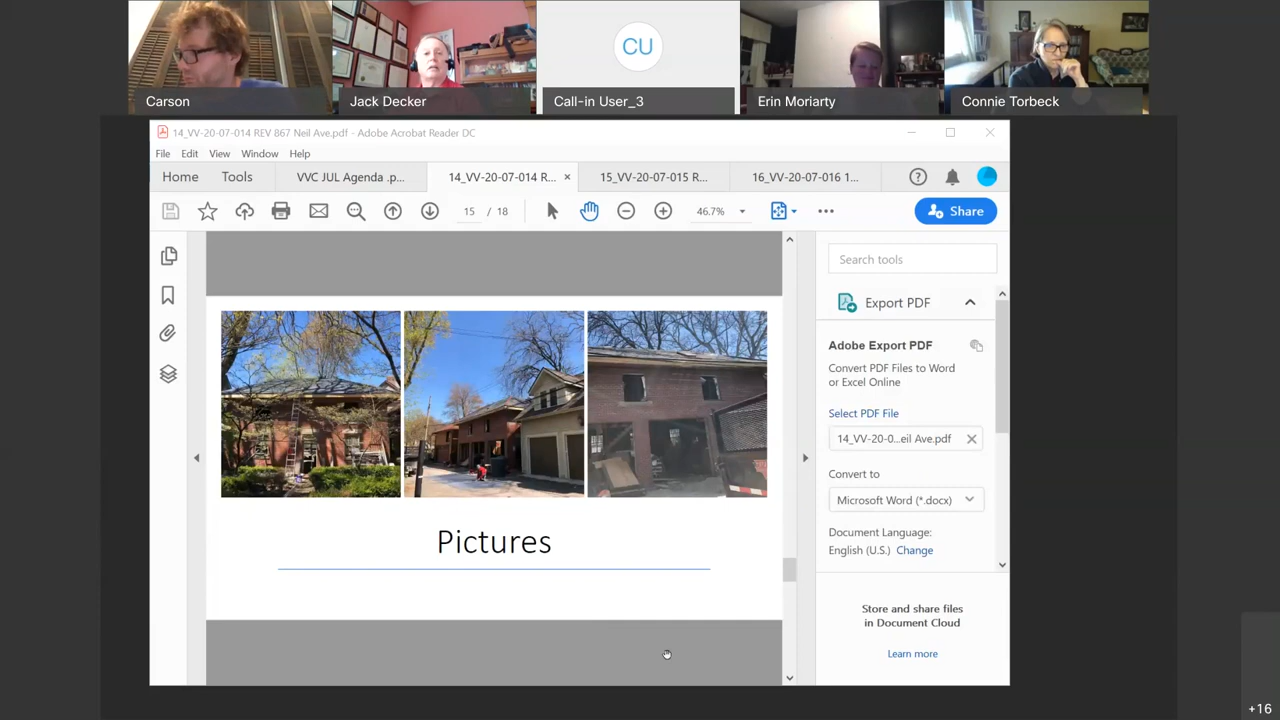 CU
Carson
Jack Decker
Call-in User_3
Erin Moriarty
Connie Torbeck
14_VV-20-07-014 REV 867 Neil Ave.pdf - Adobe Acrobat Reader DC
File Edit View Window Help
Home Tools VVC JUL Agenda .p... 14_VV-20-07-014 R... × 15_VV-20-07-015 R... 16_VV-20-07-016 1...
15 / 18 46.7% Share
Search tools
Export PDF
Adobe Export PDF
Convert PDF Files to Word
or Excel Online
Select PDF File
14_VV-20-0...eil Ave.pdf
Convert to
Microsoft Word (*.docx)
Document Language:
English (U.S.) Change
Pictures
Store and share files
in Document Cloud
Learn more
+16